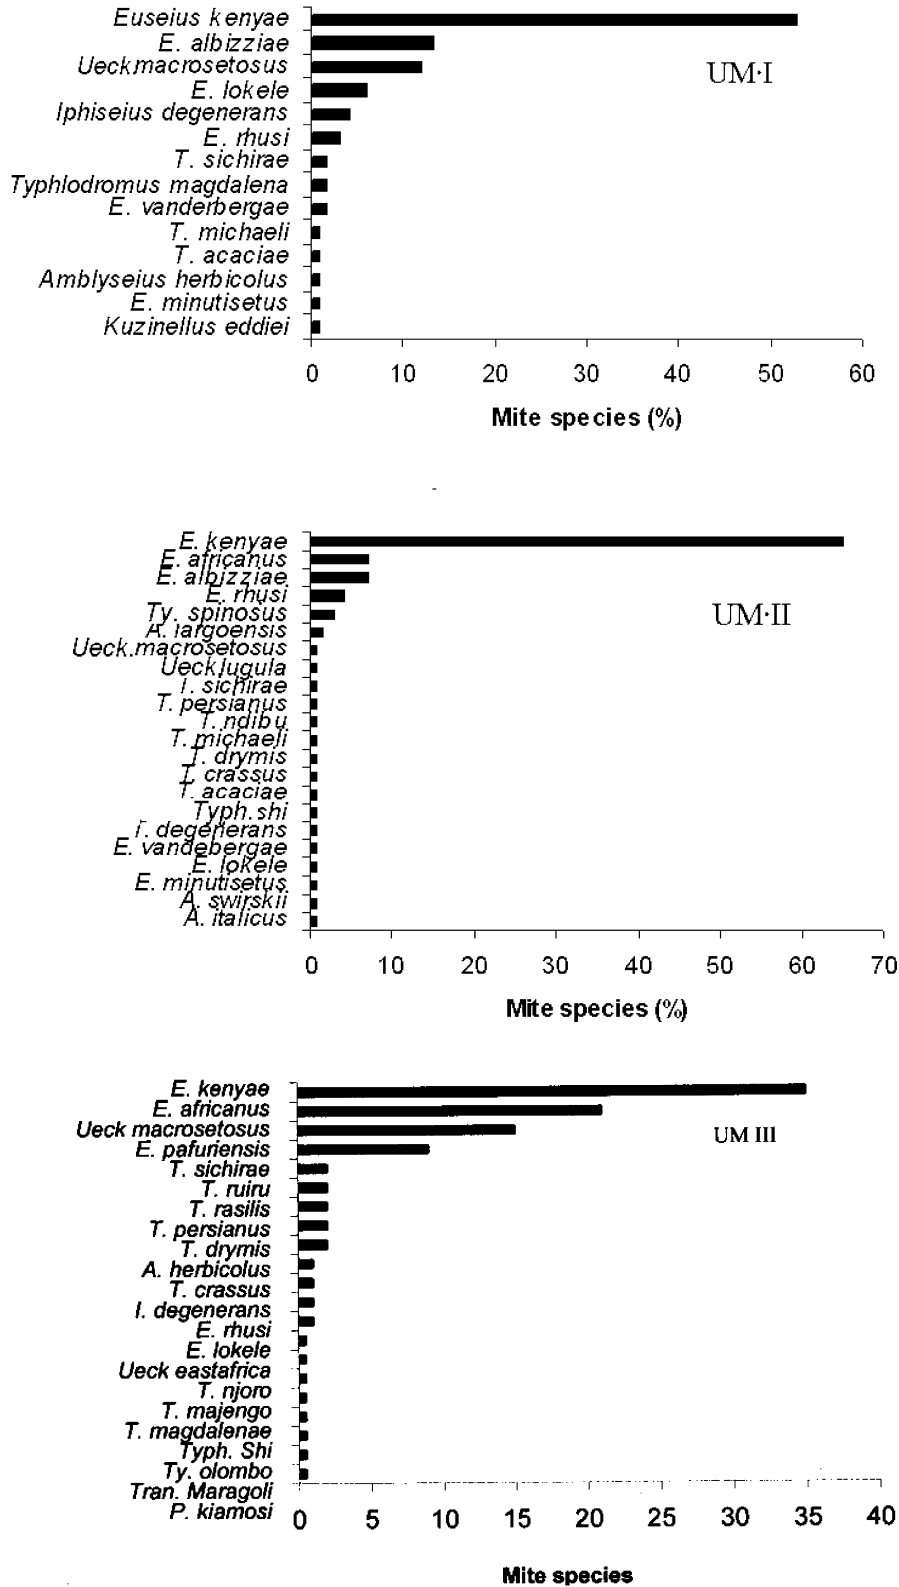 Euseius kenyae
E. albizziae
Ueckmacrosetosus
UM·I
E. lokele
Iphiseius degenerans
E. rhusi
T. sichirae
Typhlodromus magdalena
E. vanderbergae
T. michaeli
T. acaciae
Amblyseius herbicolus
E. minutisetus
Kuzinellus eddiei
0 10 20 30 40 50 60
Mite species (%)
E. kenyae
E. africanus
E. albizziae
E. rhusi
Ty. spinosus
UM·II
A. largoensis
Ueck.macrosetosus
Ueck.lugula
T. sichirae
T. persianus
T. ndibu
T. michaeli
T. drymis
T. crassus
T. acaciae
Typh.shi
I. degenerans
E. vandebergae
E. lokele
E. minutisetus
A. swirskii
A. italicus
0 10 20 30 40 50 60 70
Mite species (%)
E. kenyae
E. africanus
Ueck macrosetosus
UM III
E. pafuriensis
T. sichirae
T. ruiru
T. rasilis
T. persianus
T. drymis
A. herbicolus
T. crassus
I. degenerans
E. rhusi
E. lokele
Ueck eastafrica
T. njoro
T. majengo
T. magdalenae
Typh. Shi
Ty. olombo
Tran. Maragoli
P. kiamosi
0 5 10 15 20 25 30 35 40
Mite species